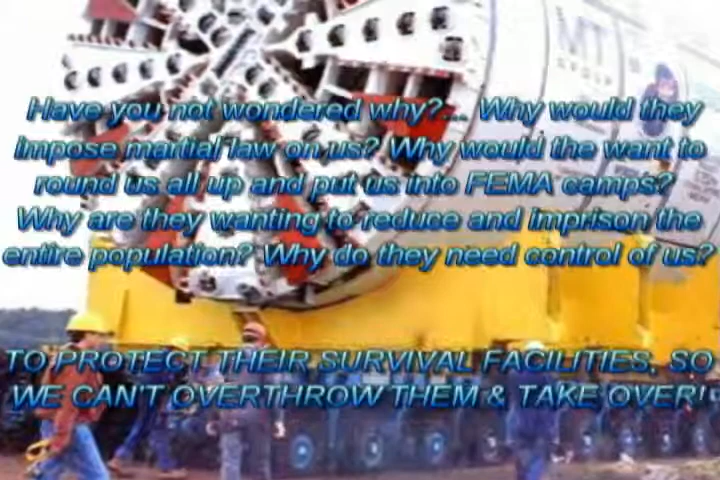 Have you not wondered why?... Why would they
impose martial law on us? Why would the want to
round us all up and put us into FEMA camps?
Why are they wanting to reduce and imprison the
entire population? Why do they need control of us?
TO PROTECT THEIR SURVIVAL FACILITIES, SO
WE CAN'T OVERTHROW THEM & TAKE OVER!
MT
GROUP